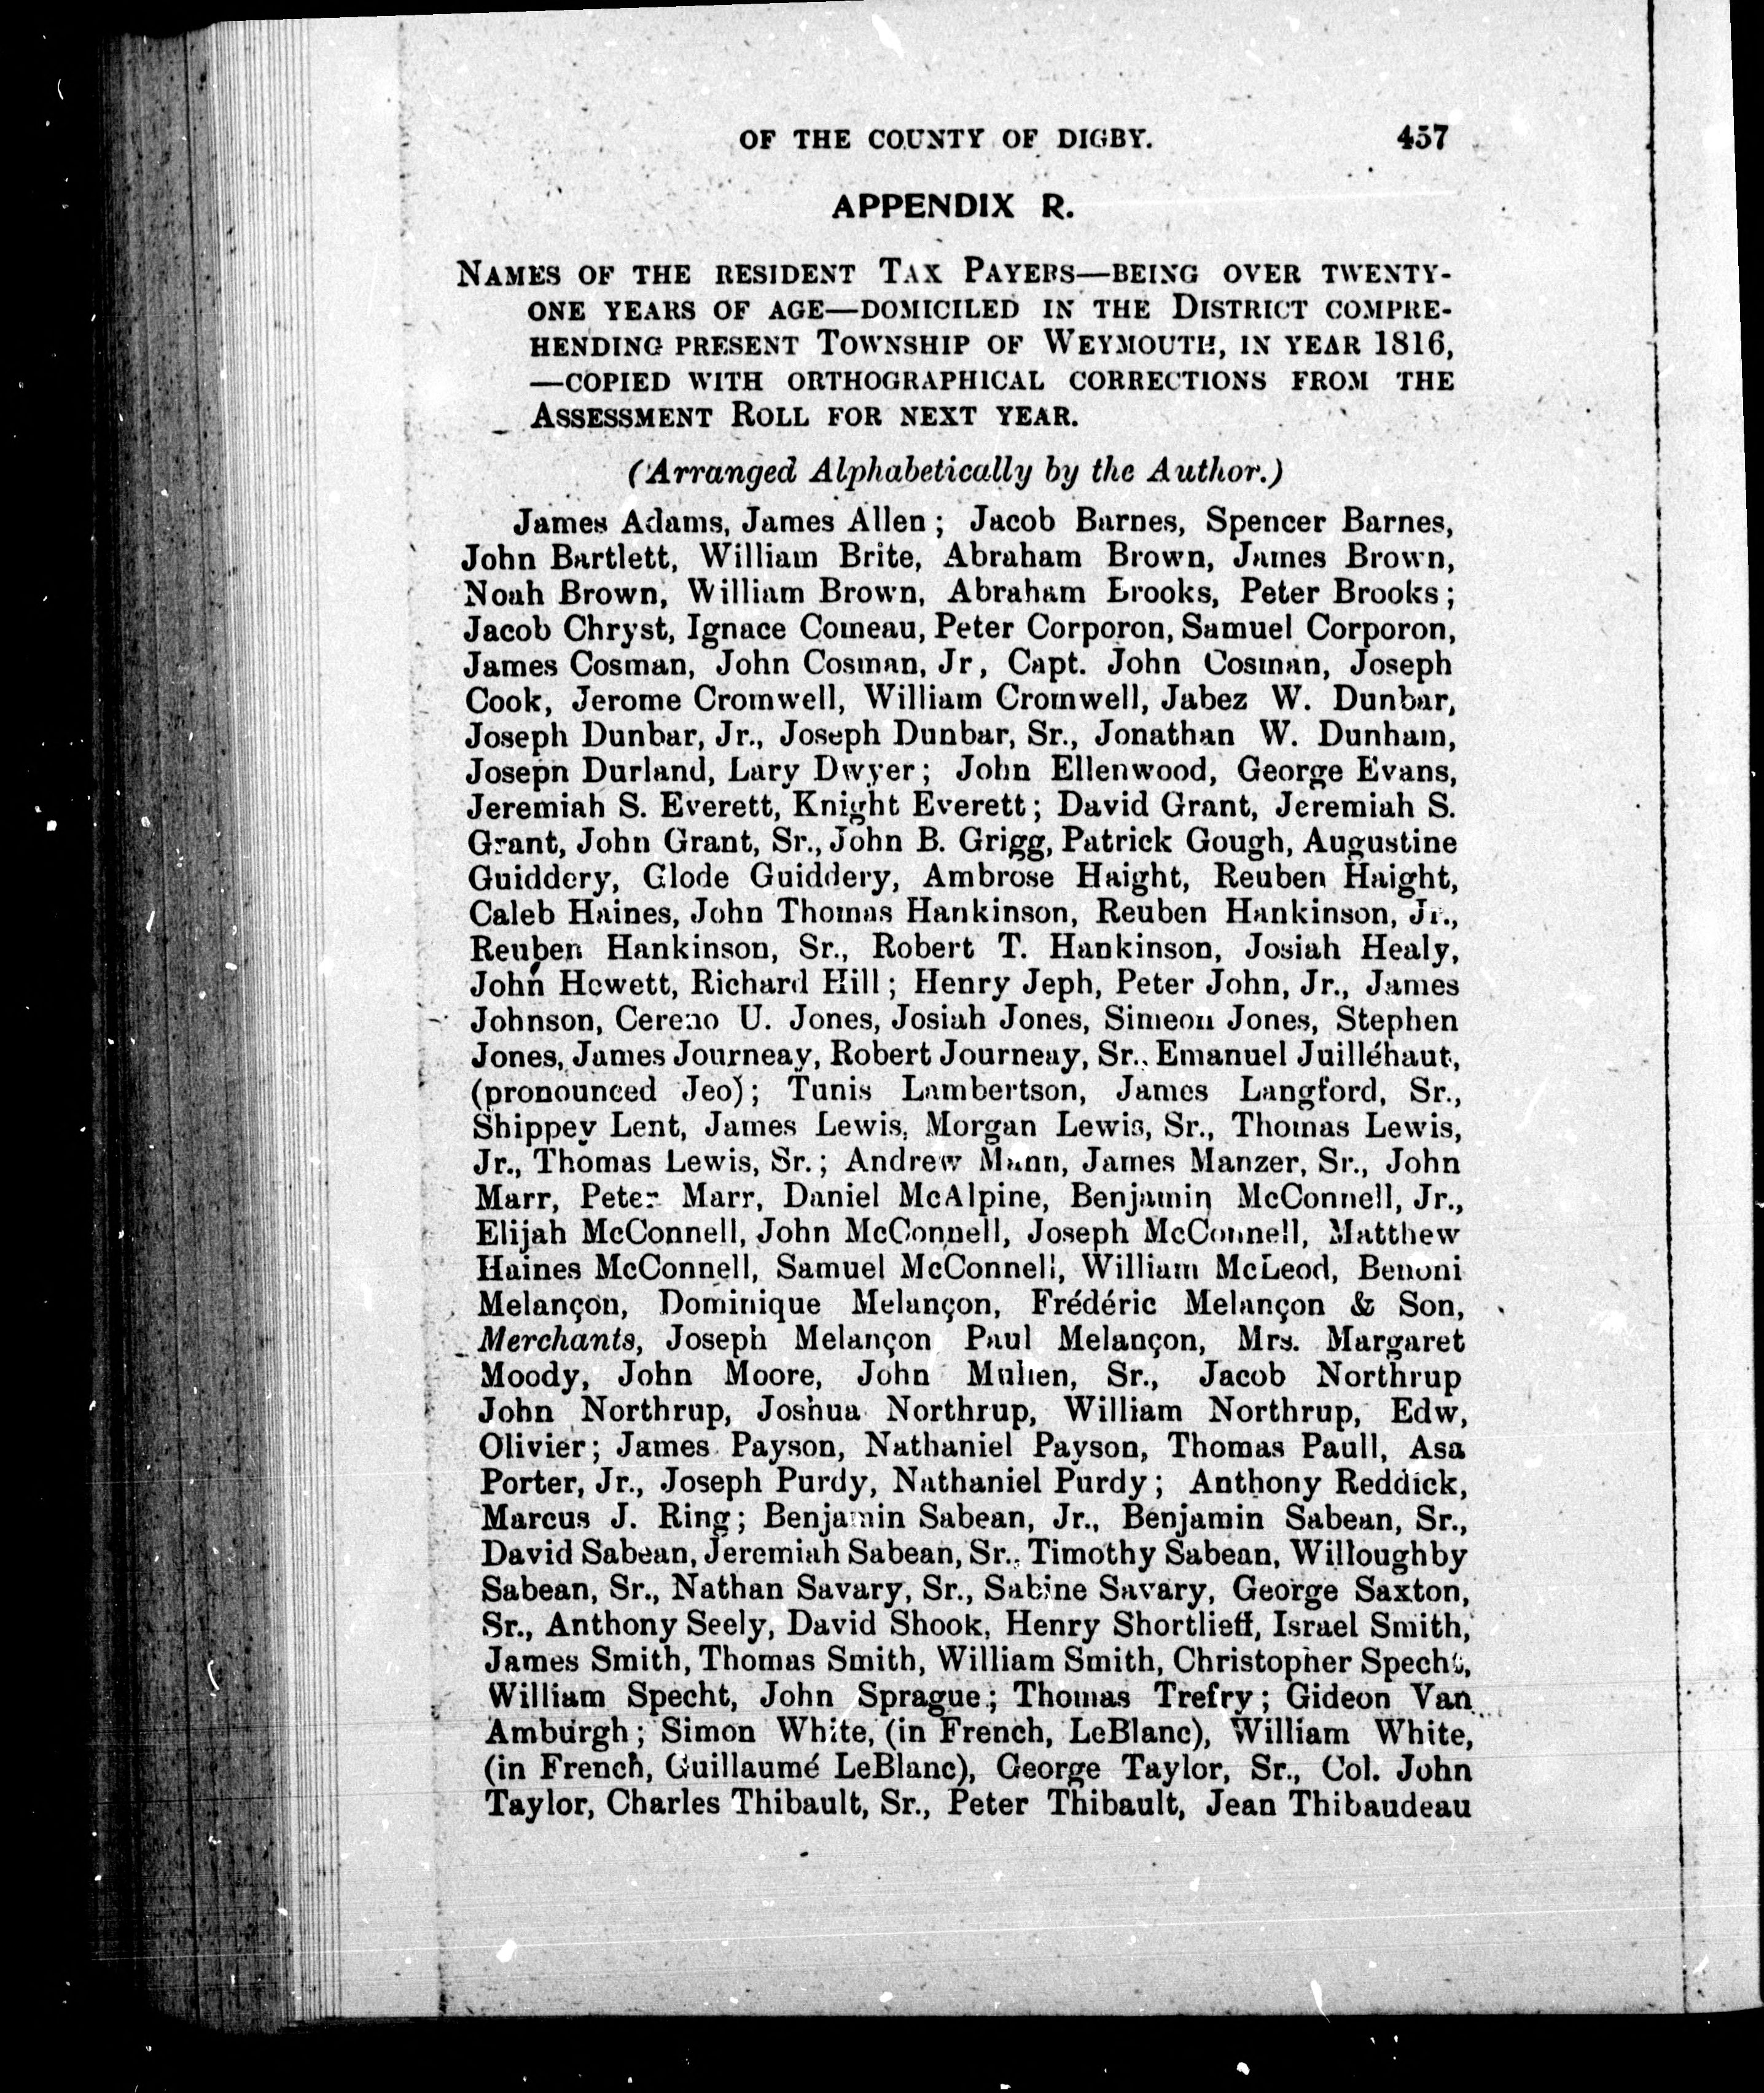 OF THE COUNTY OF DIGBY. 457
APPENDIX R.
NAMES OF THE RESIDENT TAX PAYERS—BEING OVER TWENTY-
ONE YEARS OF AGE—DOMICILED IN THE DISTRICT COMPRE-
HENDING PRESENT TOWNSHIP OF WEYMOUTH, IN YEAR 1816,
—COPIED WITH ORTHOGRAPHICAL CORRECTIONS FROM THE
ASSESSMENT ROLL FOR NEXT YEAR.
(Arranged Alphabetically by the Author.)
James Adams, James Allen; Jacob Barnes, Spencer Barnes,
John Bartlett, William Brite, Abraham Brown, James Brown,
Noah Brown, William Brown, Abraham Brooks, Peter Brooks;
Jacob Chryst, Ignace Comeau, Peter Corporon, Samuel Corporon,
James Cosman, John Cosman, Jr, Capt. John Cosman, Joseph
Cook, Jerome Cromwell, William Cromwell, Jabez W. Dunbar,
Joseph Dunbar, Jr., Joseph Dunbar, Sr., Jonathan W. Dunham,
Joseph Durland, Lary Dwyer; John Ellenwood, George Evans,
Jeremiah S. Everett, Knight Everett; David Grant, Jeremiah S.
Grant, John Grant, Sr., John B. Grigg, Patrick Gough, Augustine
Guiddery, Glode Guiddery, Ambrose Haight, Reuben Haight,
Caleb Haines, John Thomas Hankinson, Reuben Hankinson, Jr.,
Reuben Hankinson, Sr., Robert T. Hankinson, Josiah Healy,
John Hewett, Richard Hill; Henry Jeph, Peter John, Jr., James
Johnson, Cereno U. Jones, Josiah Jones, Simeon Jones, Stephen
Jones, James Journeay, Robert Journeay, Sr., Emanuel Juilléhaut,
(pronounced Jeo); Tunis Lambertson, James Langford, Sr.,
Shippey Lent, James Lewis, Morgan Lewis, Sr., Thomas Lewis,
Jr., Thomas Lewis, Sr.; Andrew Mann, James Manzer, Sr., John
Marr, Peter Marr, Daniel McAlpine, Benjamin McConnell, Jr.,
Elijah McConnell, John McConnell, Joseph McConnell, Matthew
Haines McConnell, Samuel McConnell, William McLeod, Benoni
Melançon, Dominique Melançon, Frédéric Melançon & Son,
Merchants, Joseph Melançon Paul Melançon, Mrs. Margaret
Moody, John Moore, John Mullen, Sr., Jacob Northrup
John Northrup, Joshua Northrup, William Northrup, Edw,
Olivier; James Payson, Nathaniel Payson, Thomas Paull, Asa
Porter, Jr., Joseph Purdy, Nathaniel Purdy; Anthony Reddick,
Marcus J. Ring; Benjamin Sabean, Jr., Benjamin Sabean, Sr.,
David Sabean, Jeremiah Sabean, Sr., Timothy Sabean, Willoughby
Sabean, Sr., Nathan Savary, Sr., Sabine Savary, George Saxton,
Sr., Anthony Seely, David Shook, Henry Shortlieff, Israel Smith,
James Smith, Thomas Smith, William Smith, Christopher Specht,
William Specht, John Sprague; Thomas Trefry; Gideon Van
Amburgh; Simon White, (in French, LeBlanc), William White,
(in French, Guillaumé LeBlanc), George Taylor, Sr., Col. John
Taylor, Charles Thibault, Sr., Peter Thibault, Jean Thibaudeau